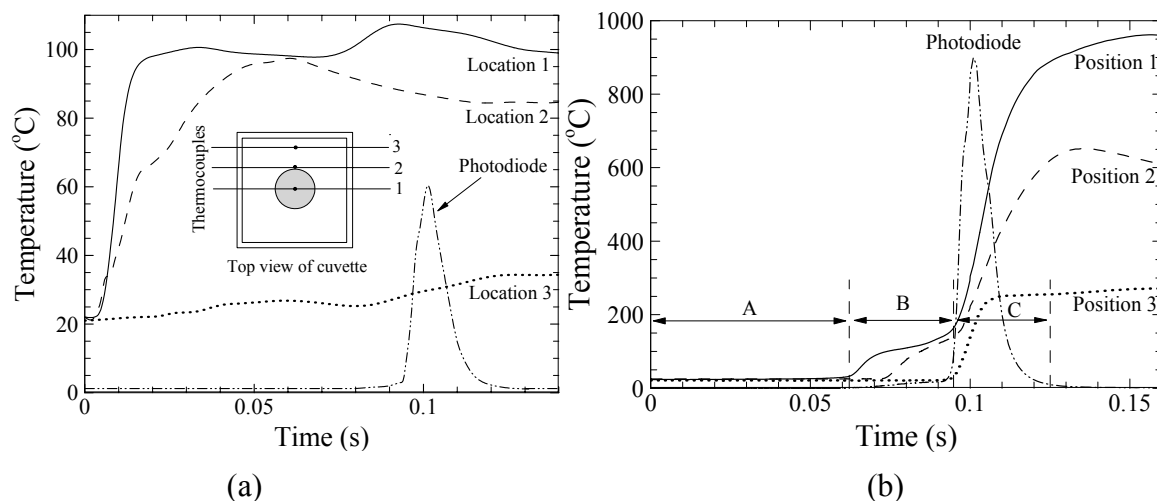 100
80
60
40
20
0
Temperature (°C)
0
0.05
0.1
Time (s)
Location 1
Location 2
Location 3
Photodiode
Thermocouples
3
2
1
Top view of cuvette
(a)
1000
800
600
400
200
0
Temperature (°C)
0
0.05
0.1
0.15
Time (s)
Photodiode
Position 1
Position 2
Position 3
A
B
C
(b)